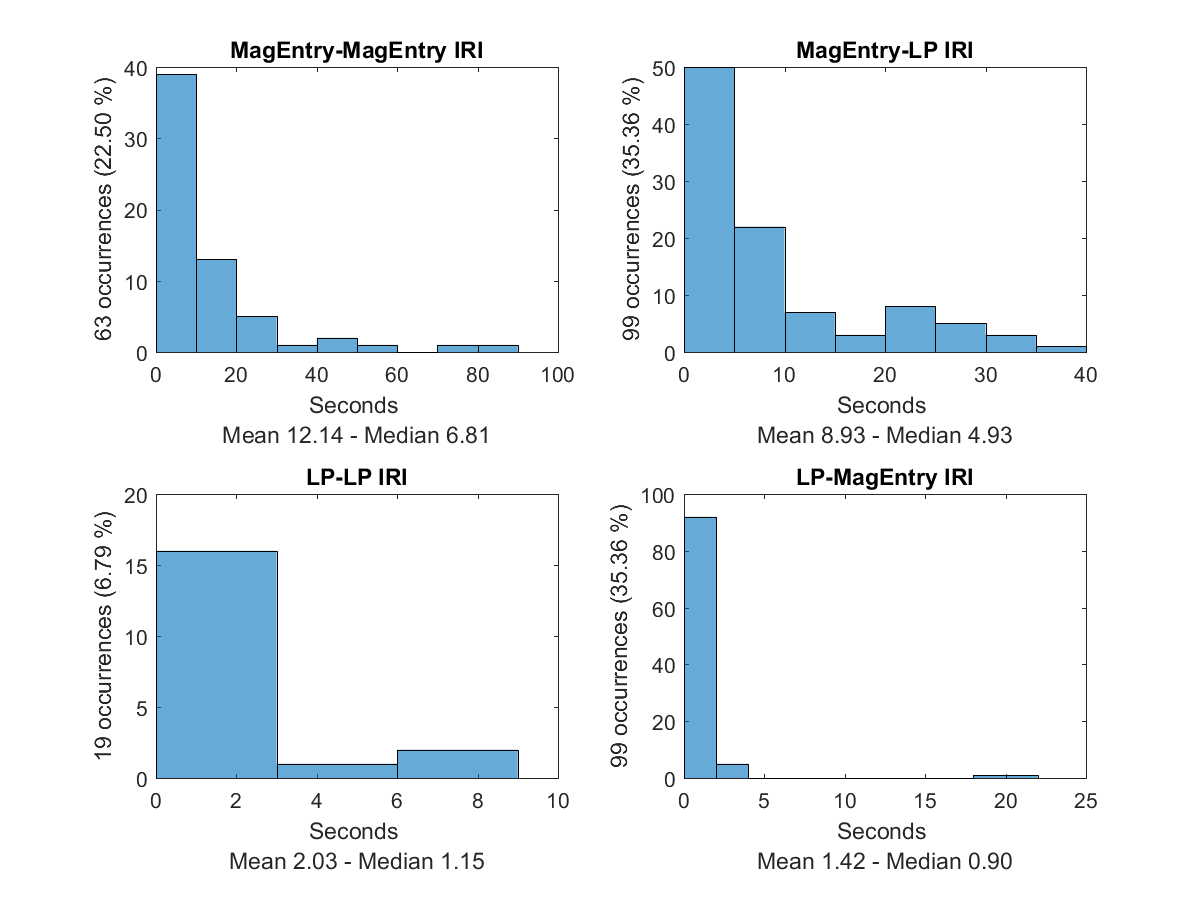 MagEntry-MagEntry IRI
63 occurrences (22.50 %)
40
30
20
10
0
0 20 40 60 80 100
Seconds
Mean 12.14 - Median 6.81
MagEntry-LP IRI
99 occurrences (35.36 %)
50
40
30
20
10
0
0 10 20 30 40
Seconds
Mean 8.93 - Median 4.93
LP-LP IRI
19 occurrences (6.79 %)
20
15
10
5
0
0 2 4 6 8 10
Seconds
Mean 2.03 - Median 1.15
LP-MagEntry IRI
99 occurrences (35.36 %)
100
80
60
40
20
0
0 5 10 15 20 25
Seconds
Mean 1.42 - Median 0.90